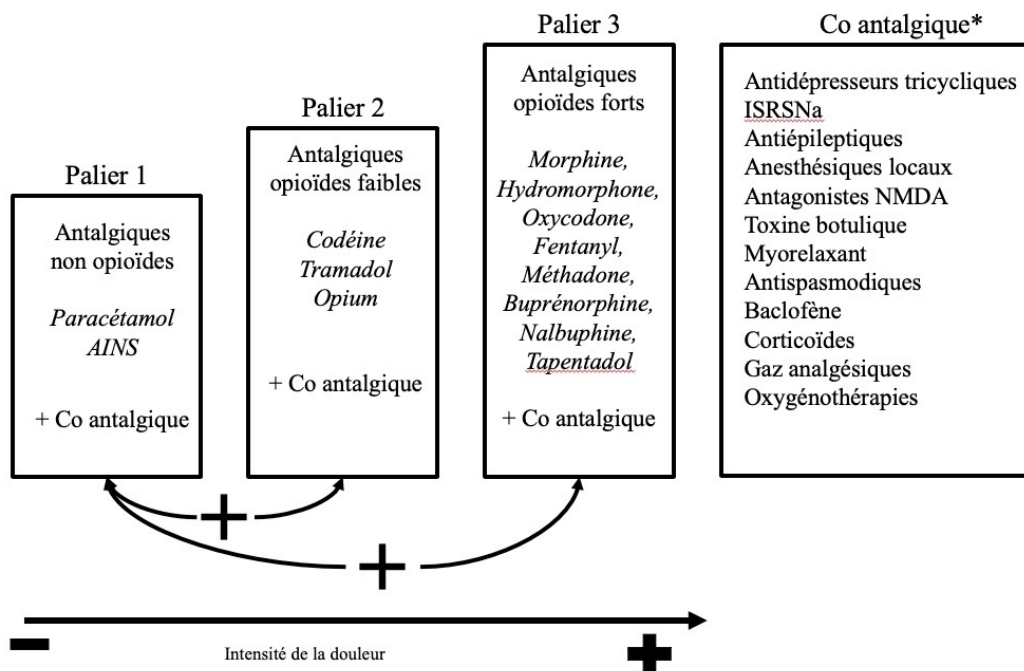 Palier 1
Antalgiques
non opioïdes
Paracétamol
AINS
+ Co antalgique
Palier 2
Antalgiques
opioïdes faibles
Codéine
Tramadol
Opium
+ Co antalgique
Palier 3
Antalgiques
opioïdes forts
Morphine,
Hydromorphone,
Oxycodone,
Fentanyl,
Méthadone,
Buprénorphine,
Nalbuphine,
Tapentadol
+ Co antalgique
Co antalgique*
Antidépresseurs tricycliques
ISRSNa
Antiépileptiques
Anesthésiques locaux
Antagonistes NMDA
Toxine botulique
Myorelaxant
Antispasmodiques
Baclofène
Corticoïdes
Gaz analgésiques
Oxygénothérapies
+
+
Intensité de la douleur
- +